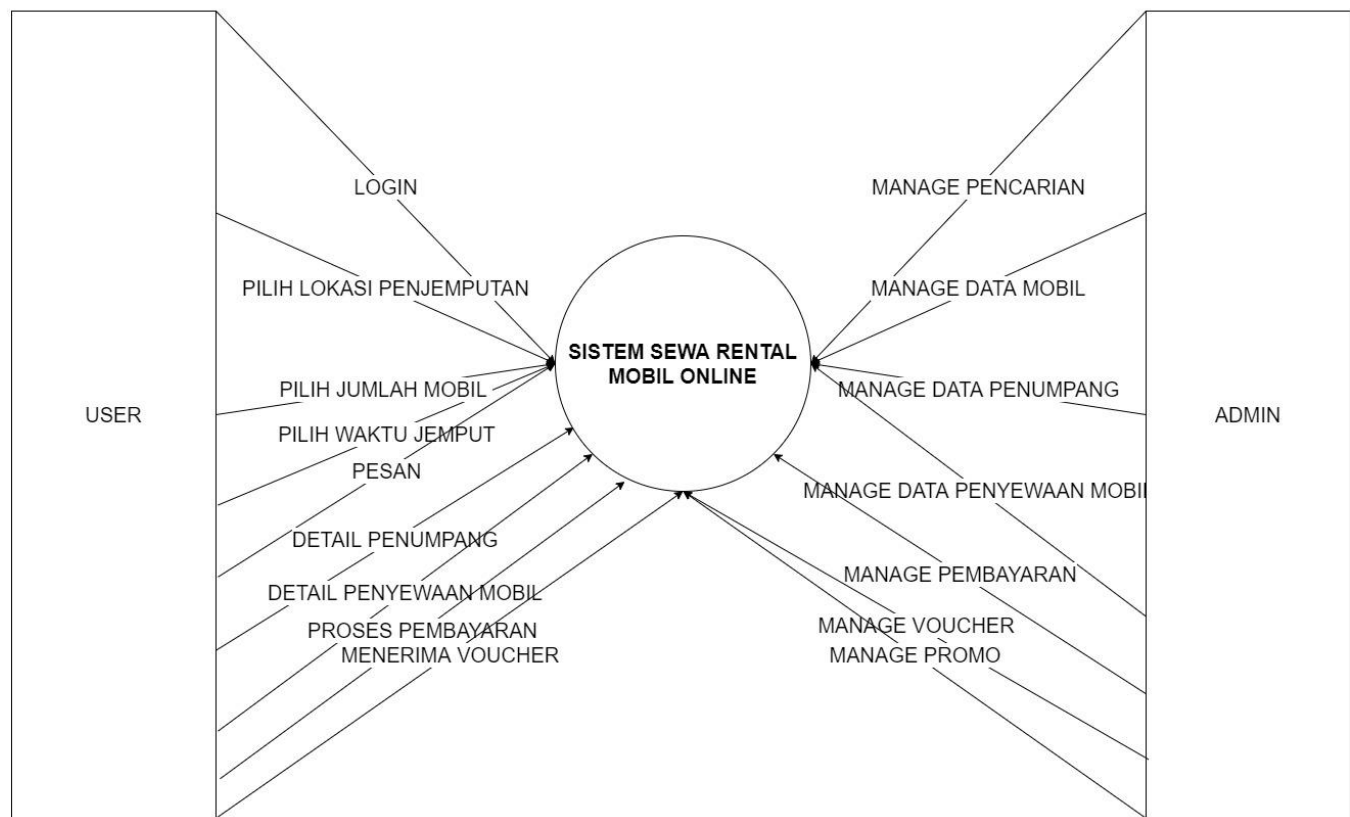 LOGIN
MANAGE PENCARIAN
PILIH LOKASI PENJEMPUTAN
MANAGE DATA MOBIL
SISTEM SEWA RENTAL
MOBIL ONLINE
PILIH JUMLAH MOBIL
MANAGE DATA PENUMPANG
USER
ADMIN
PILIH WAKTU JEMPUT
PESAN
MANAGE DATA PENYEWAAN MOBIL
DETAIL PENUMPANG
MANAGE PEMBAYARAN
DETAIL PENYEWAAN MOBIL
PROSES PEMBAYARAN
MANAGE VOUCHER
MENERIMA VOUCHER
MANAGE PROMO